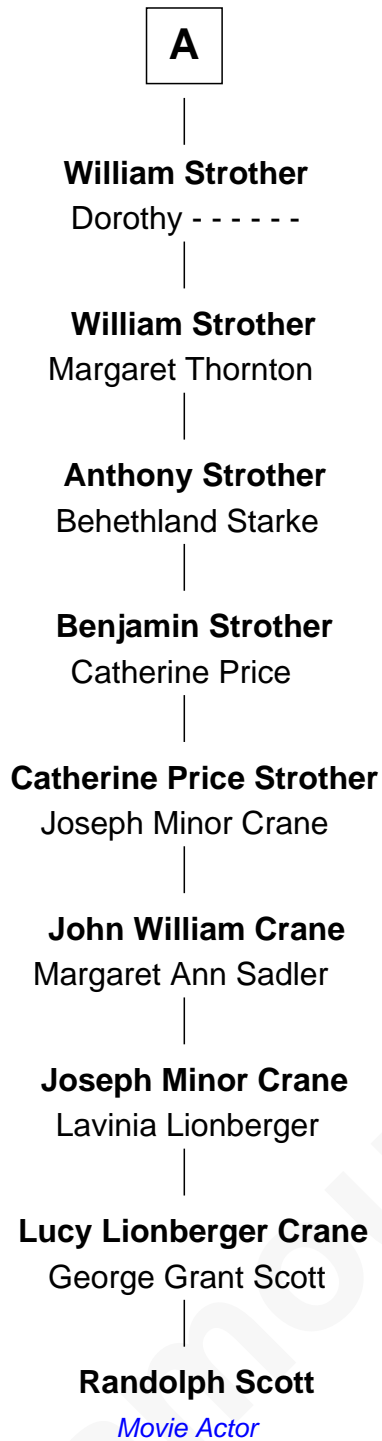 A
William Strother
Dorothy - - - - - -
William Strother
Margaret Thornton
Anthony Strother
Behethland Starke
Benjamin Strother
Catherine Price
Catherine Price Strother
Joseph Minor Crane
John William Crane
Margaret Ann Sadler
Joseph Minor Crane
Lavinia Lionberger
Lucy Lionberger Crane
George Grant Scott
Randolph Scott
Movie Actor